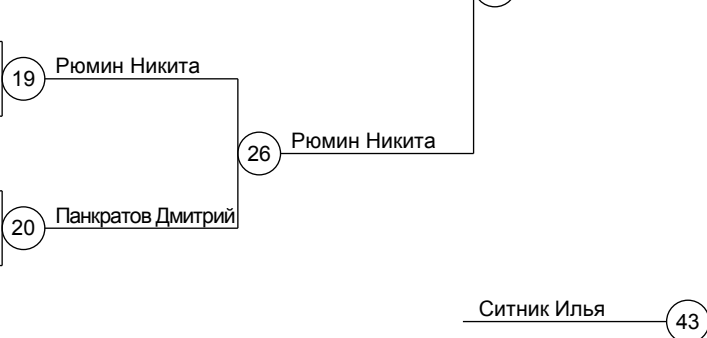 19 Рюмин Никита
26 Рюмин Никита
20 Панкратов Дмитрий
Ситник Илья 43